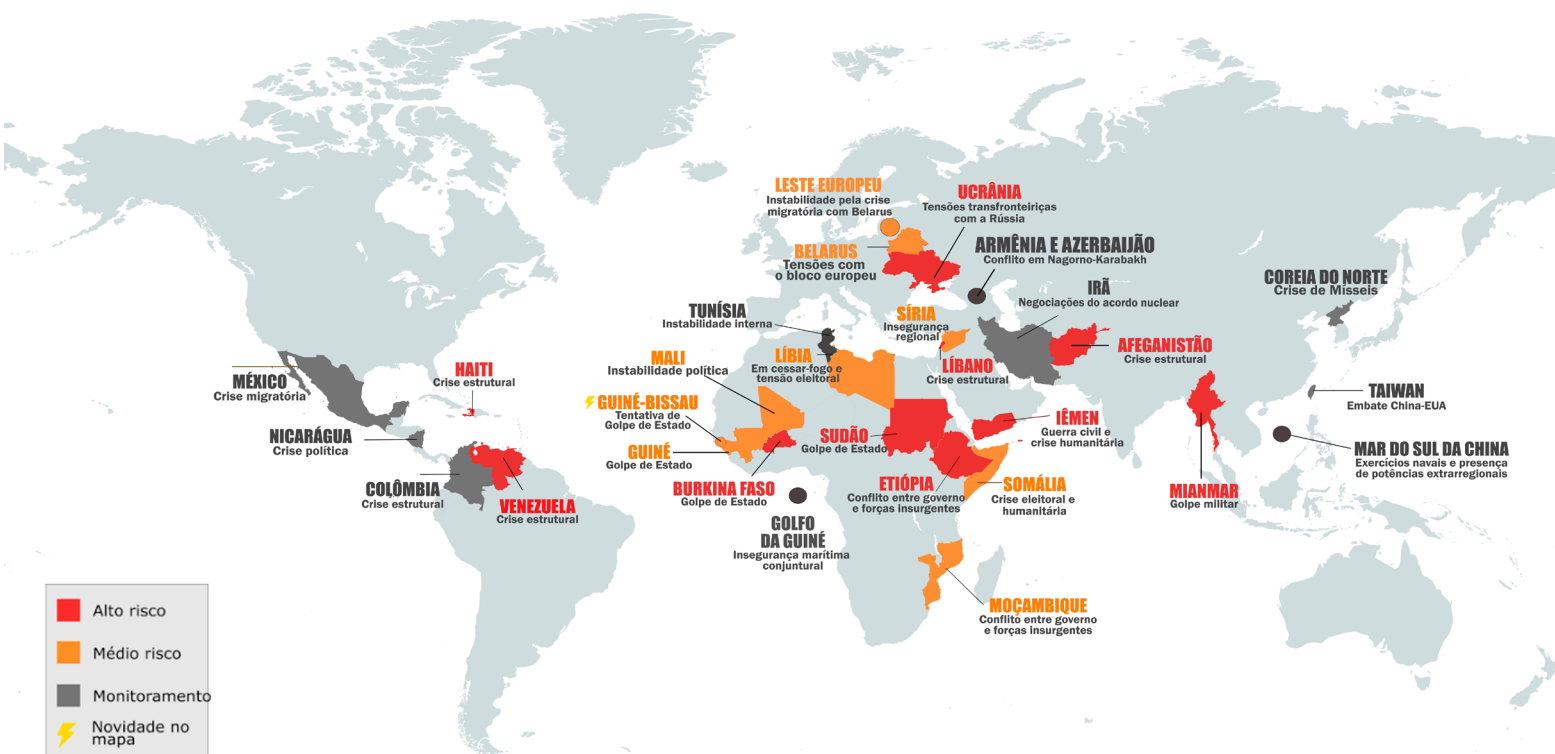 LESTE EUROPEU
Instabilidade pela crise
migratória com Belarus
UCRÂNIA
Tensões transfronteiriças
com a Rússia
BELARUS
Tensões com
o bloco europeu
ARMÊNIA E AZERBAIJÃO
Conflito em Nagorno-Karabakh
IRÃ
Negociações do acordo nuclear
COREIA DO NORTE
Crise de Misseis
TUNÍSIA
Instabilidade interna
SÍRIA
Insegurança
regional
MALI
Instabilidade política
LÍBIA
Em cessar-fogo e
tensão eleitoral
LÍBANO
Crise estrutural
AFEGANISTÃO
Crise estrutural
MÉXICO
Crise migratória
HAITI
Crise estrutural
GUINÉ-BISSAU
Tentativa de
Golpe de Estado
TAIWAN
Embate China-EUA
NICARÁGUA
Crise política
GUINÉ
Golpe de Estado
SUDÃO
Golpe de Estado
IÊMEN
Guerra civil e
crise humanitária
MAR DO SUL DA CHINA
Exercícios navais e presença
de potências extrarregionais
COLÔMBIA
Crise estrutural
VENEZUELA
Crise estrutural
BURKINA FASO
Golpe de Estado
ETIÓPIA
Conflito entre governo
e forças insurgentes
SOMÁLIA
Crise eleitoral e
humanitária
MIANMAR
Golpe militar
GOLFO
DA GUINÉ
Insegurança marítima
conjuntural
MOÇAMBIQUE
Conflito entre governo
e forças insurgentes
Alto risco
Médio risco
Monitoramento
Novidade no
mapa